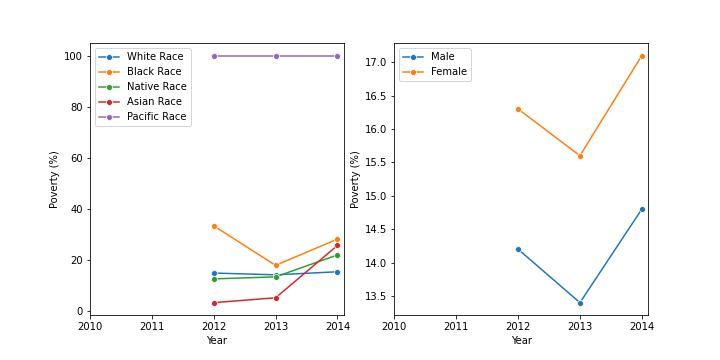 White Race
Black Race
Native Race
Asian Race
Pacific Race
100
80
60
40
20
0
Poverty (%)
2010 2011 2012 2013 2014
Year
Male
Female
17.0
16.5
16.0
15.5
15.0
14.5
14.0
13.5
Poverty (%)
2010 2011 2012 2013 2014
Year